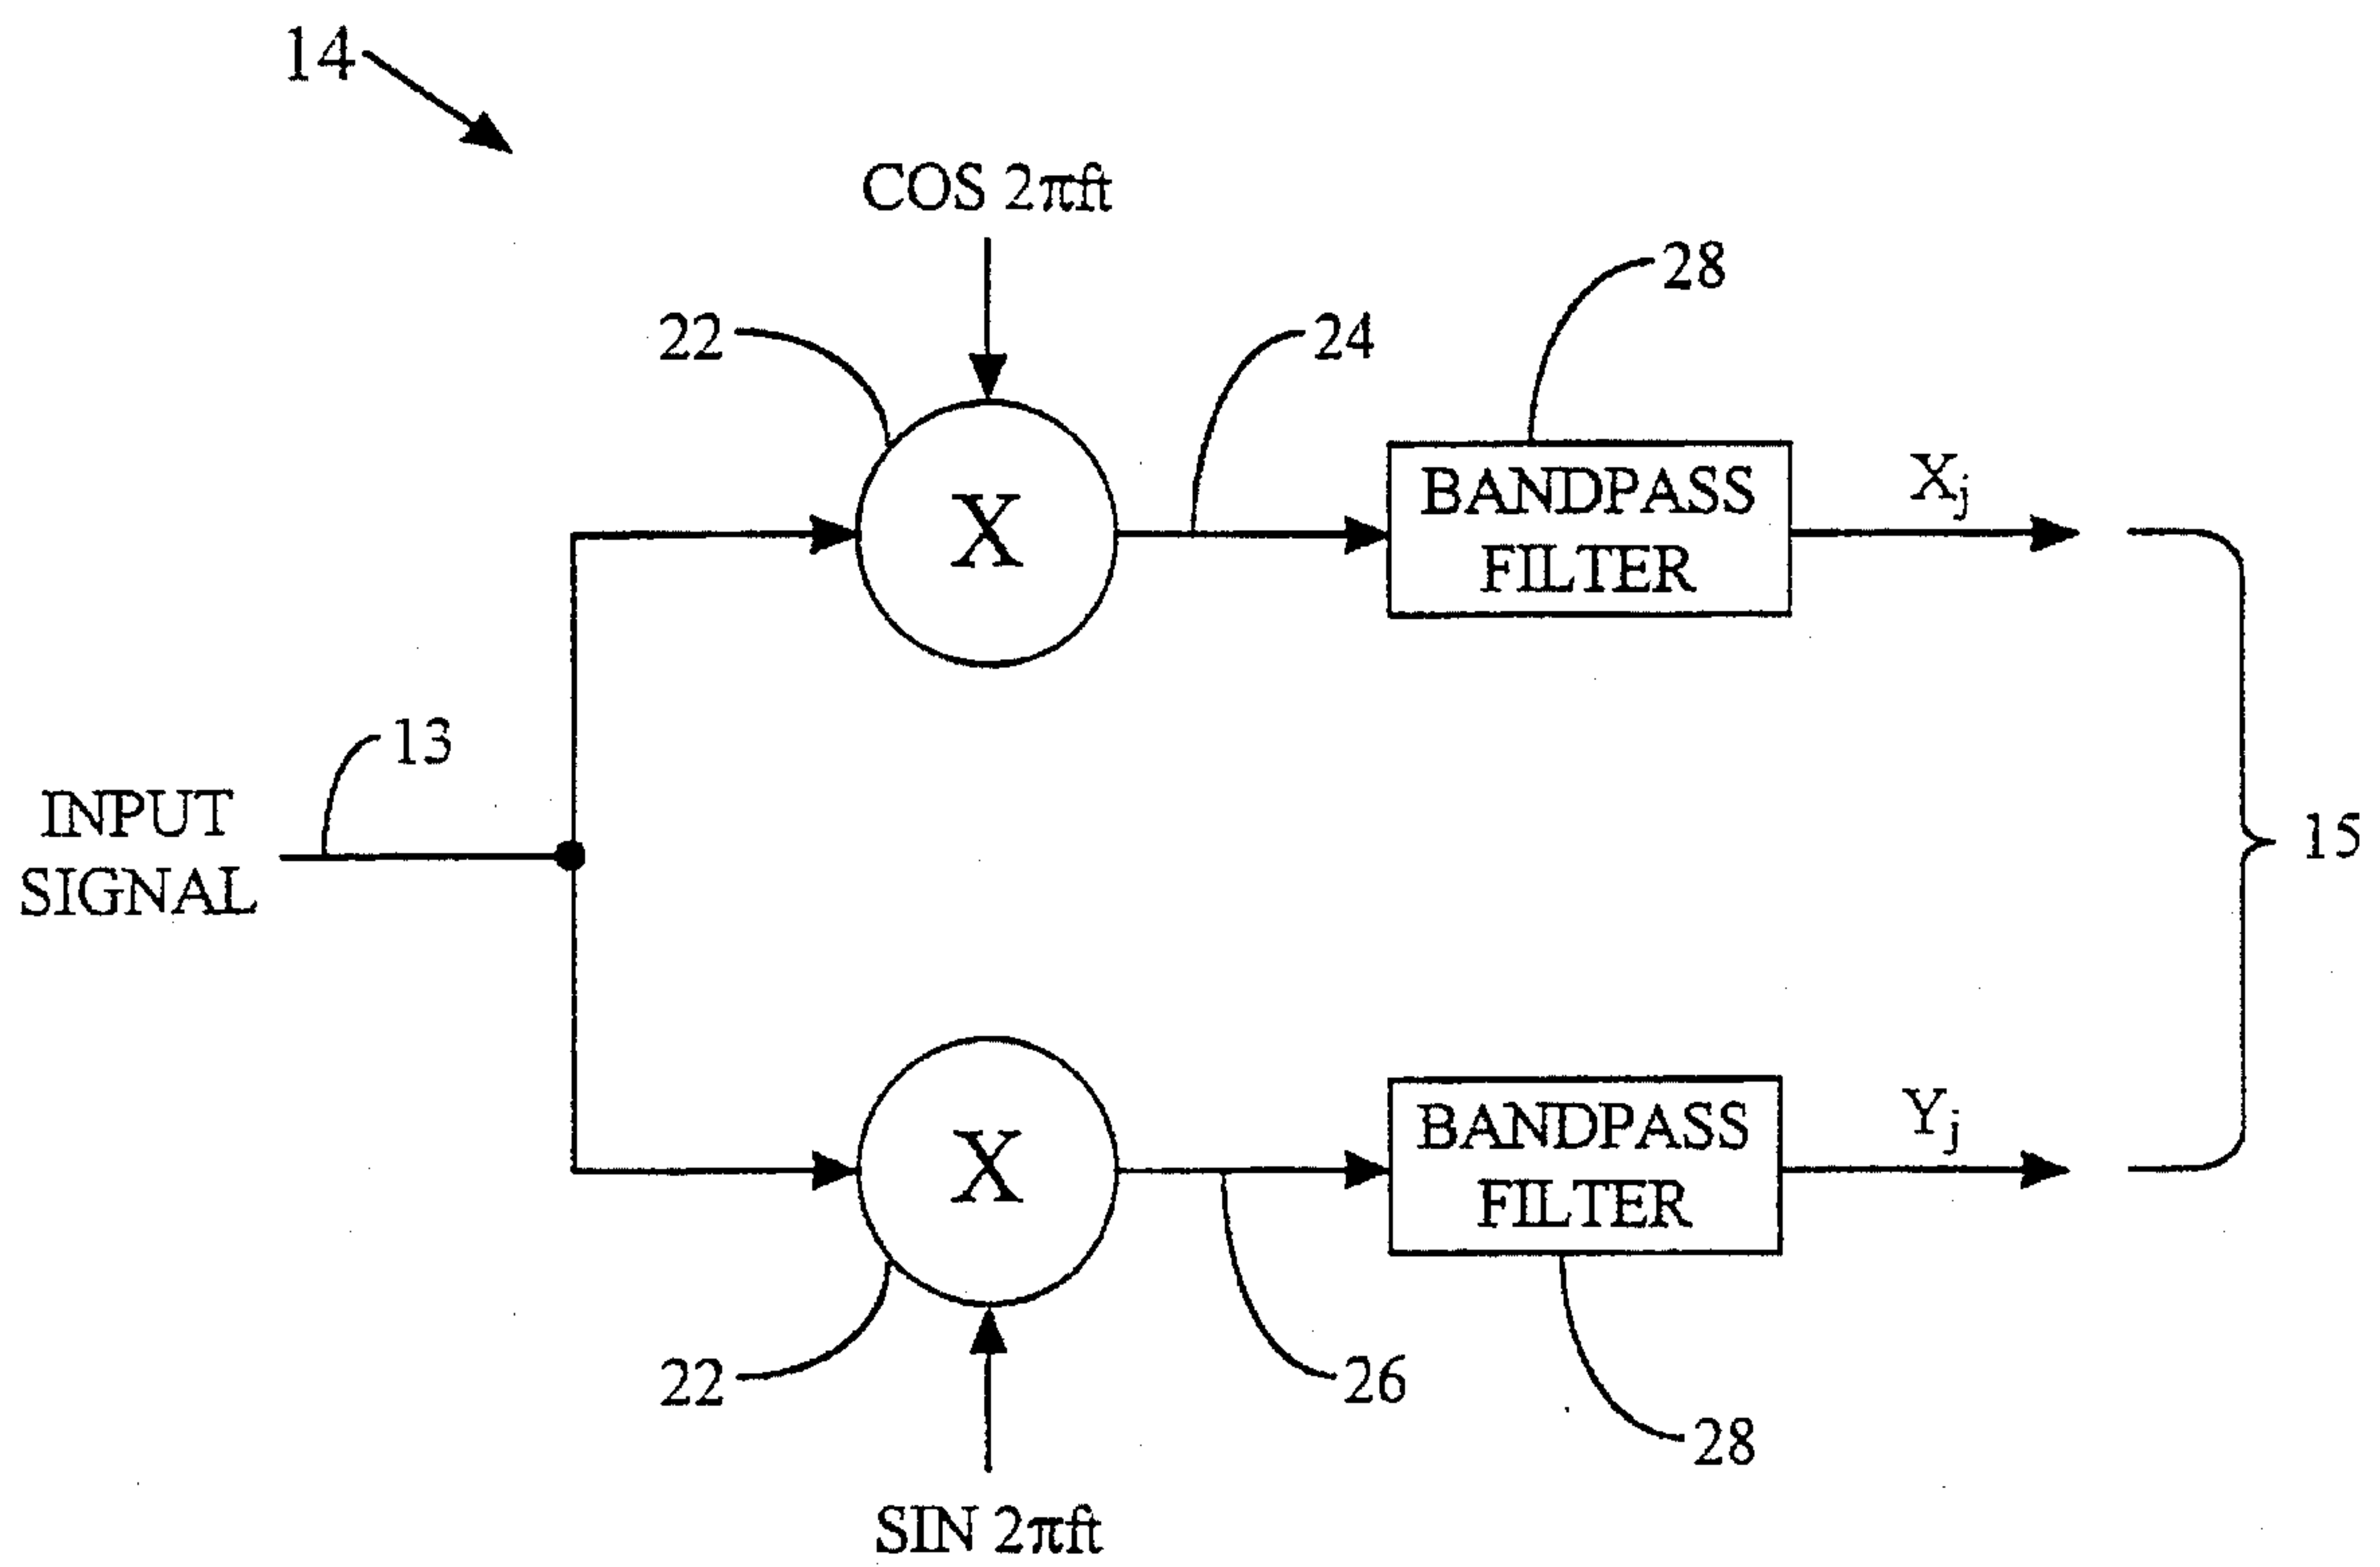 14
COS 2πft
28
22
24
X
BANDPASS
FILTER
Xj
13
INPUT
SIGNAL
15
X
BANDPASS
FILTER
Yj
22
26
28
SIN 2πft